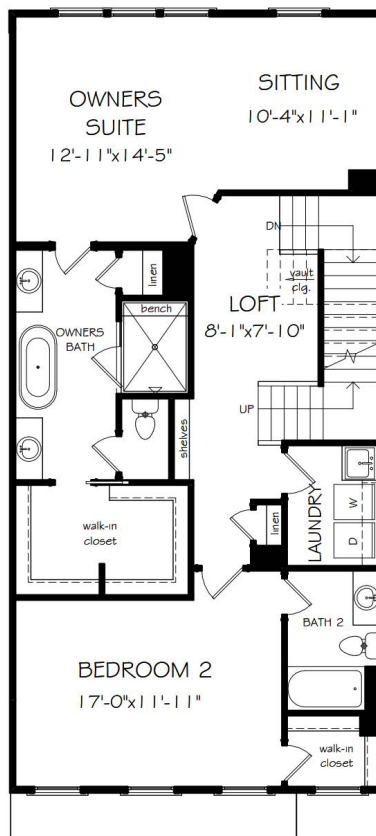 OWNERS
SUITE
12'-11"x14'-5"
SITTING
10'-4"x11'-1"
DN
linen
vault
clg.
bench
LOFT
8'-1"x7'-10"
OWNERS
BATH
UP
shelves
LAUNDRY
W
D
walk-in
closet
linen
BATH 2
BEDROOM 2
17'-0"x11'-11"
walk-in
closet